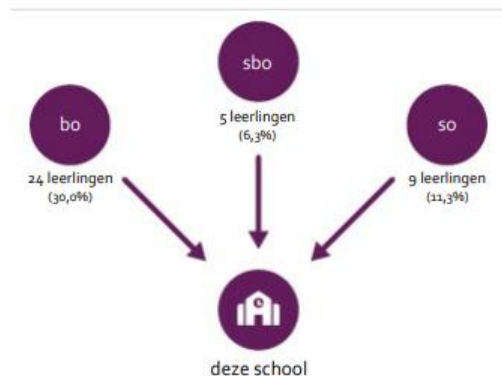 sbo
5 leerlingen
(6,3%)
bo
24 leerlingen
(30,0%)
so
9 leerlingen
(11,3%)
deze school